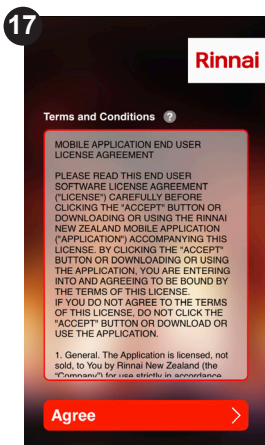 17
Rinnai
Terms and Conditions ?
MOBILE APPLICATION END USER
LICENSE AGREEMENT
PLEASE READ THIS END USER
SOFTWARE LICENSE AGREEMENT
("LICENSE") CAREFULLY BEFORE
CLICKING THE "ACCEPT" BUTTON OR
DOWNLOADING OR USING THE RINNAI
NEW ZEALAND MOBILE APPLICATION
("APPLICATION") ACCOMPANYING THIS
LICENSE. BY CLICKING THE "ACCEPT"
BUTTON OR DOWNLOADING OR USING
THE APPLICATION, YOU ARE ENTERING
INTO AND AGREEING TO BE BOUND BY
THE TERMS OF THIS LICENSE.
IF YOU DO NOT AGREE TO THE TERMS
OF THIS LICENSE, DO NOT CLICK THE
"ACCEPT" BUTTON OR DOWNLOAD OR
USE THE APPLICATION.
1. General. The Application is licensed, not
sold, to You by Rinnai New Zealand (the
"Company") for use strictly in accordance
Agree